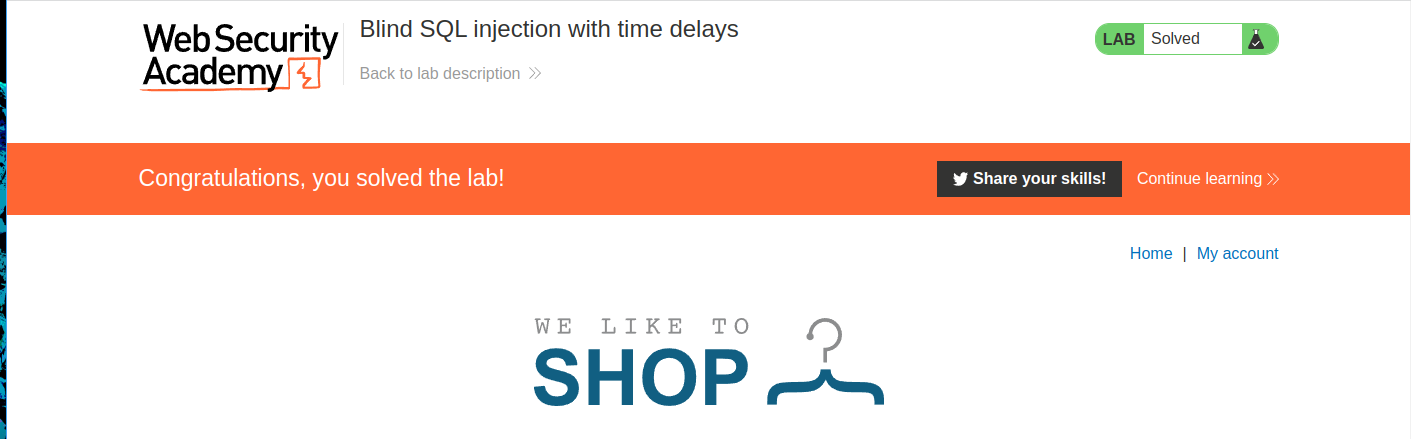 Web Security
Academy
Blind SQL injection with time delays
Back to lab description
LAB Solved
Congratulations, you solved the lab!
Share your skills!
Continue learning
Home | My account
WE LIKE TO
SHOP